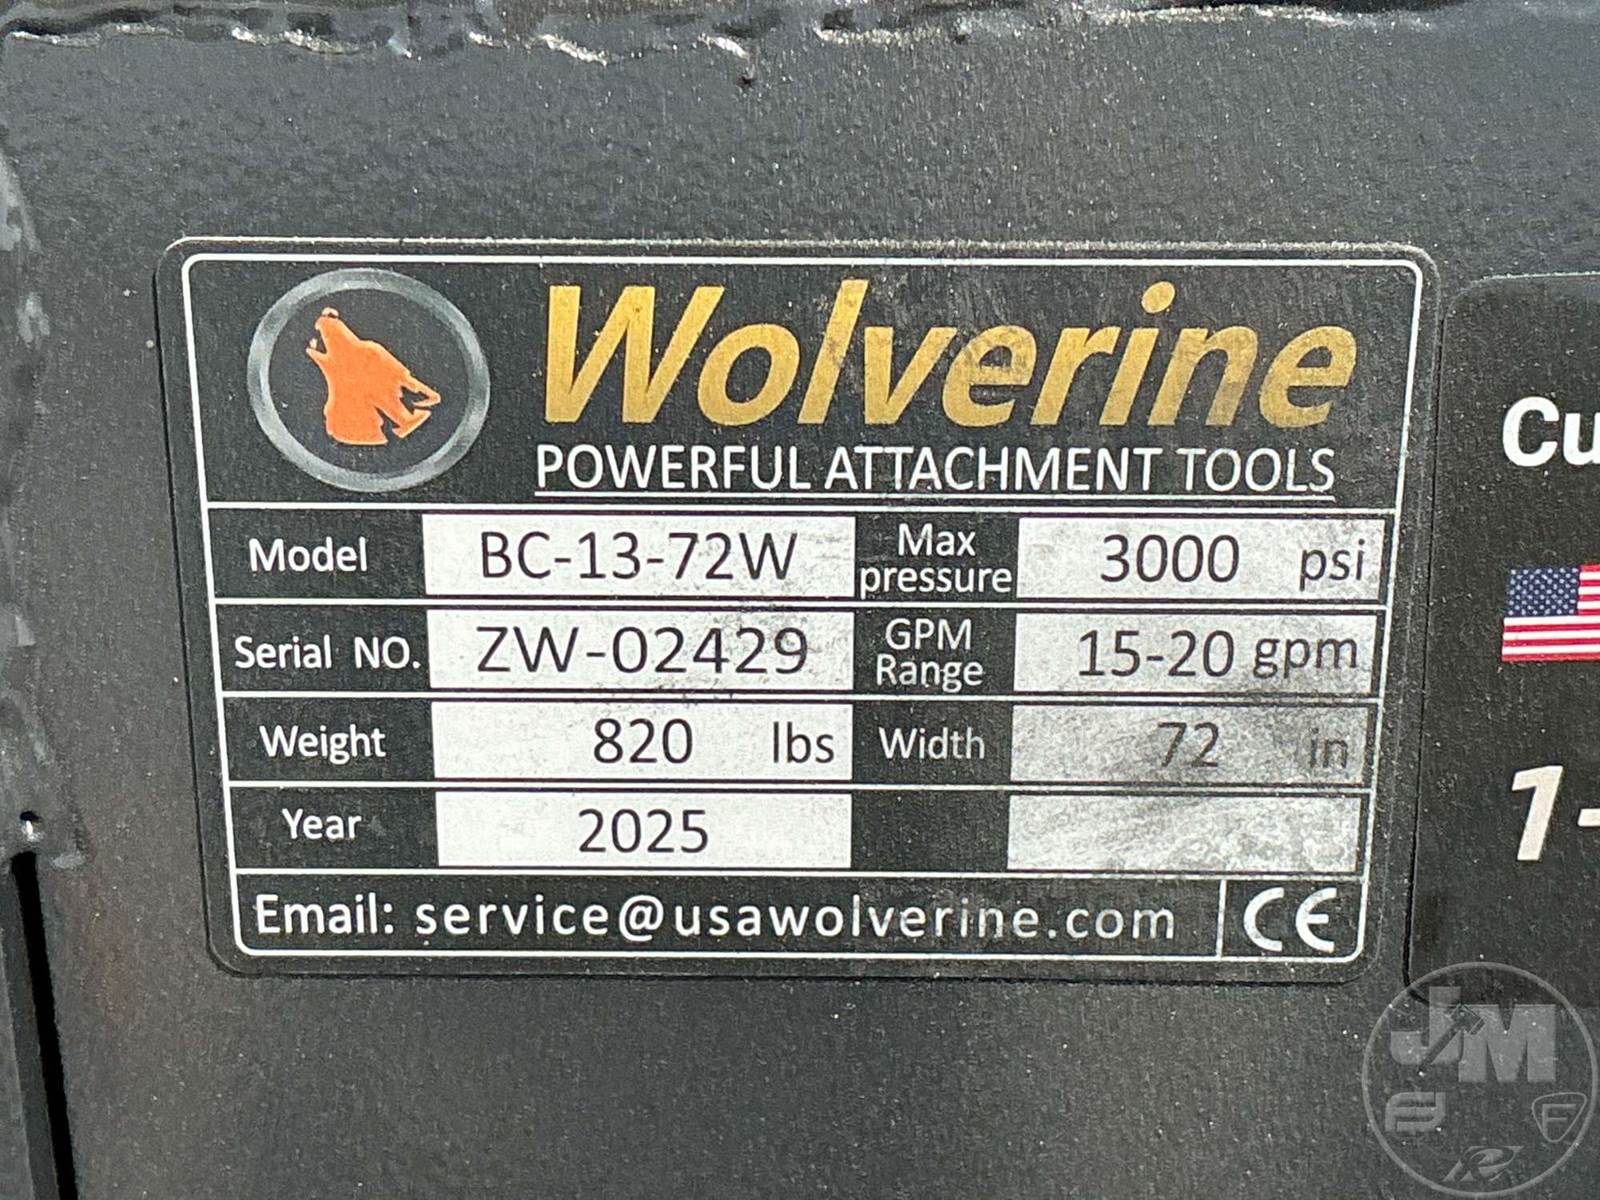 Wolverine
POWERFUL ATTACHMENT TOOLS
Model BC-13-72W Max pressure 3000 psi
Serial NO. ZW-02429 GPM Range 15-20 gpm
Weight 820 lbs Width 72 in
Year 2025
Email: service@usawolverine.com CE
Cu
1-
J&M